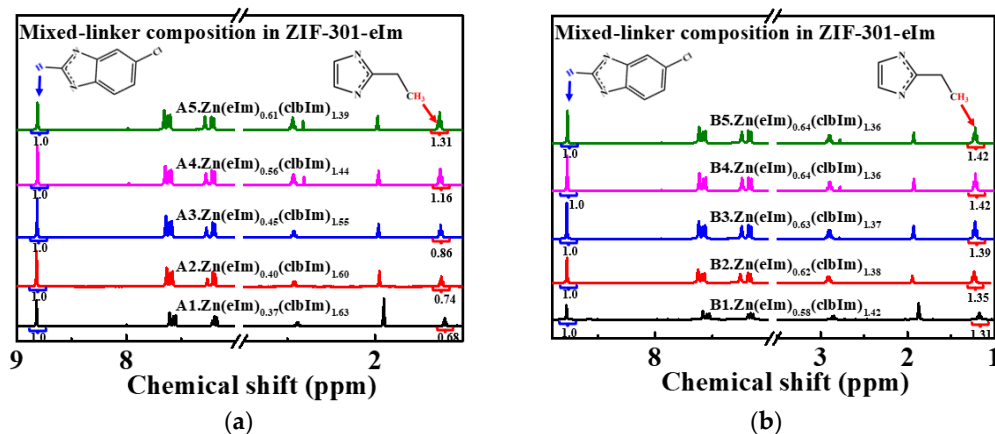 Mixed-linker composition in ZIF-301-eIm
Cl
N
N
H
N
N
CH₃
A5.Zn(eIm)₀.₆₁(clbIm)₁.₃₉
1.0
1.31
A4.Zn(eIm)₀.₅₆(clbIm)₁.₄₄
1.0
1.16
A3.Zn(eIm)₀.₄₅(clbIm)₁.₅₅
1.0
0.86
A2.Zn(eIm)₀.₄₀(clbIm)₁.₆₀
1.0
0.74
A1.Zn(eIm)₀.₃₇(clbIm)₁.₆₃
1.0
0.68
9 8 2
Chemical shift (ppm)
(a)
Mixed-linker composition in ZIF-301-eIm
Cl
N
N
H
N
N
CH₃
B5.Zn(eIm)₀.₆₄(clbIm)₁.₃₆
1.0
1.42
B4.Zn(eIm)₀.₆₄(clbIm)₁.₃₆
1.0
1.42
B3.Zn(eIm)₀.₆₃(clbIm)₁.₃₇
1.0
1.39
B2.Zn(eIm)₀.₆₂(clbIm)₁.₃₈
1.0
1.35
B1.Zn(eIm)₀.₅₈(clbIm)₁.₄₂
1.0
1.31
8 3 2 1
Chemical shift (ppm)
(b)